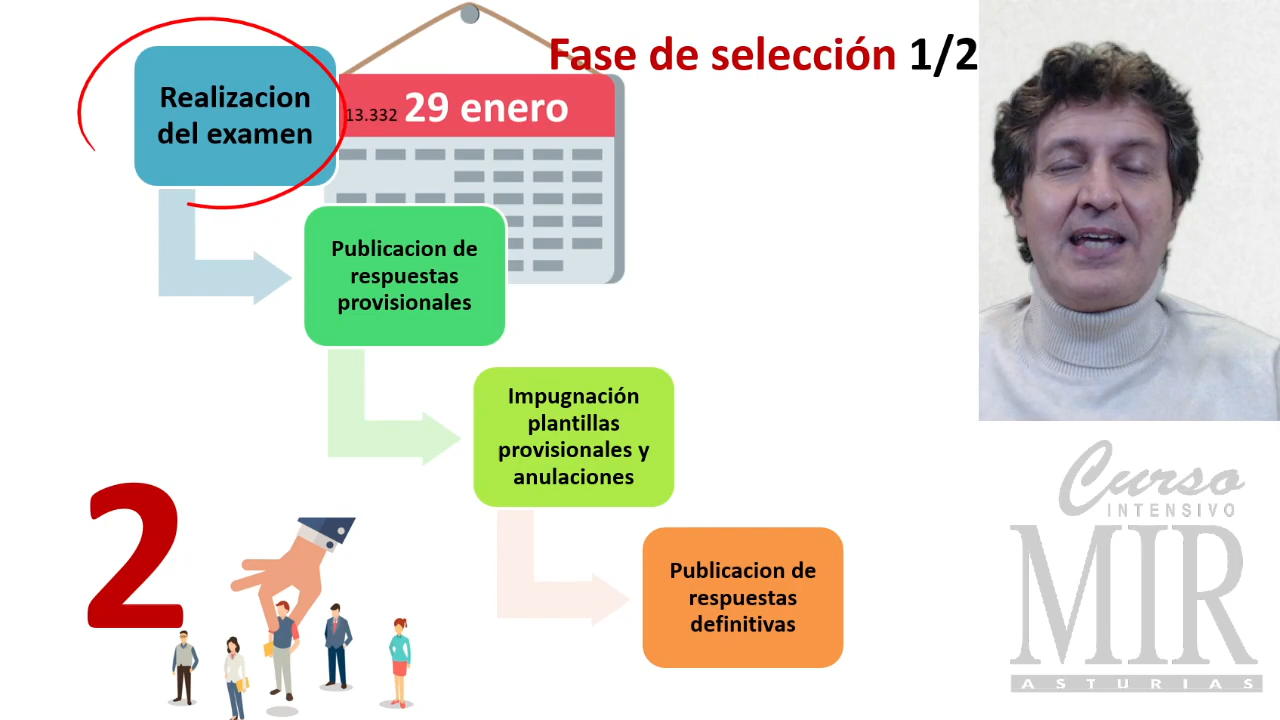 Fase de selección 1/2
Realizacion
del examen
13.332 29 enero
Publicacion de
respuestas
provisionales
Impugnación
plantillas
provisionales y
anulaciones
Publicacion de
respuestas
definitivas
2
Curso
INTENSIVO
MIR
ASTURIAS